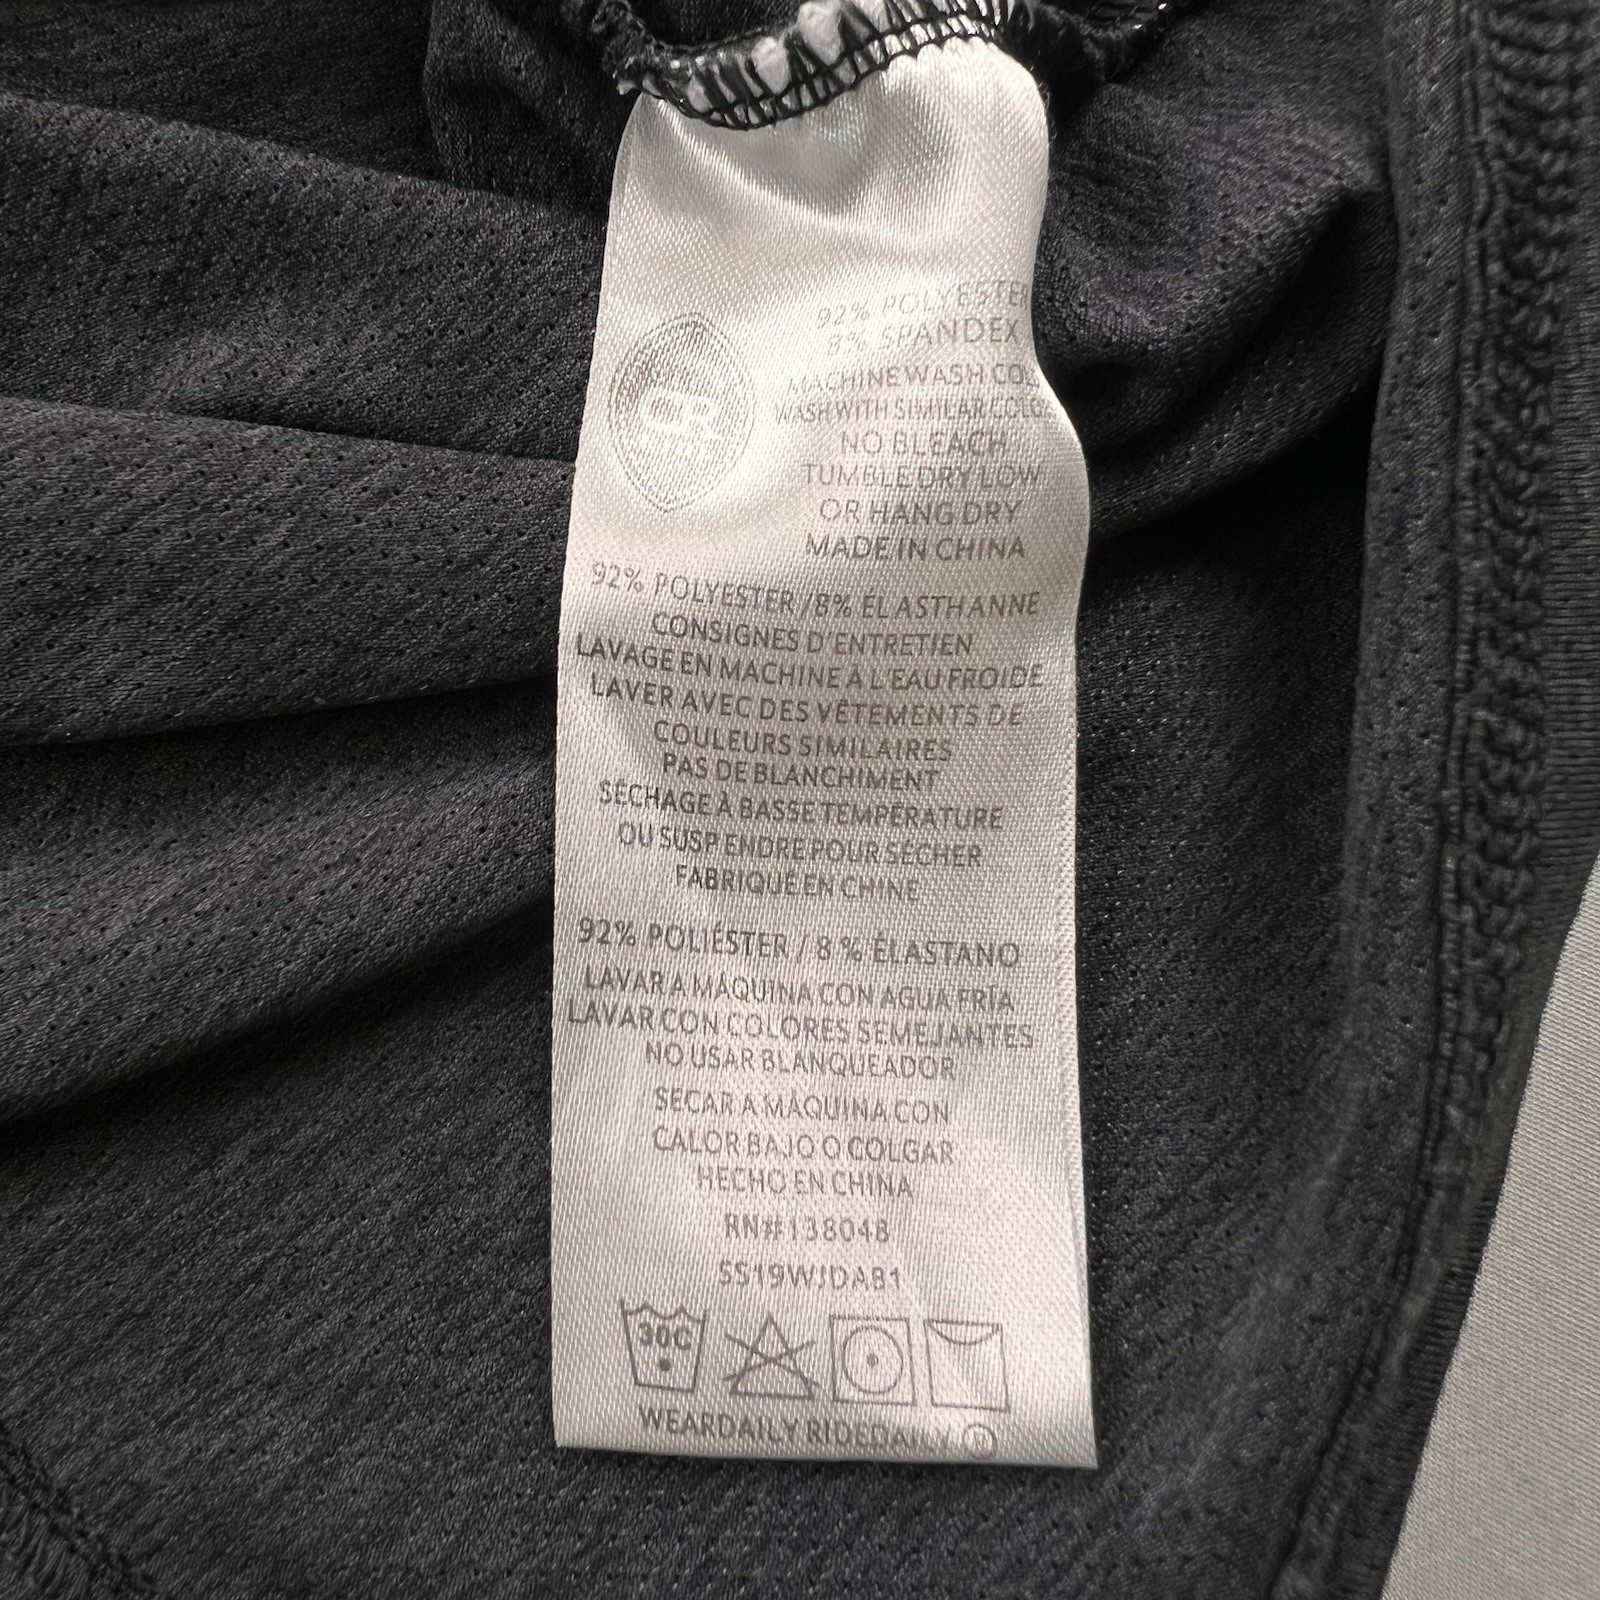 CR
92% POLYESTER
8% SPANDEX
MACHINE WASH COLD
WASH WITH SIMILAR COLO
NO BLEACH
TUMBLE DRY LOW
OR HANG DRY
MADE IN CHINA
92% POLYESTER /8% ÉLASTHANNE
CONSIGNES D'ENTRETIEN
LAVAGE EN MACHINE À L'EAU FROIDE
LAVER AVEC DES VÊTEMENTS DE
COULEURS SIMILAIRES
PAS DE BLANCHIMENT
SÉCHAGE À BASSE TEMPÉRATURE
OU SUSPENDRE POUR SÉCHER
FABRIQUÉ EN CHINE
92% POLIÉSTER / 8% ÉLASTANO
LAVAR A MÁQUINA CON AGUA FRÍA
LAVAR CON COLORES SEMEJANTES
NO USAR BLANQUEADOR
SECAR A MÁQUINA CON
CALOR BAJO O COLGAR
HECHO EN CHINA
RN#138048
SS19WJDAB1
30C
WEARDAILY RIDEDAILY